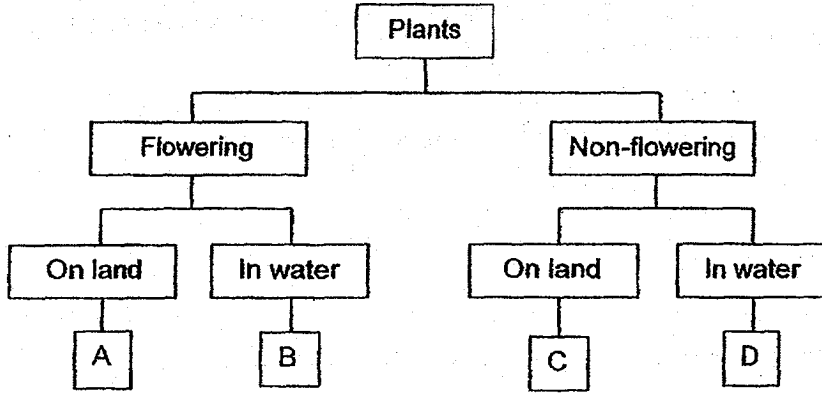 Plants
Flowering
Non-flowering
On land
In water
On land
In water
A
B
C
D